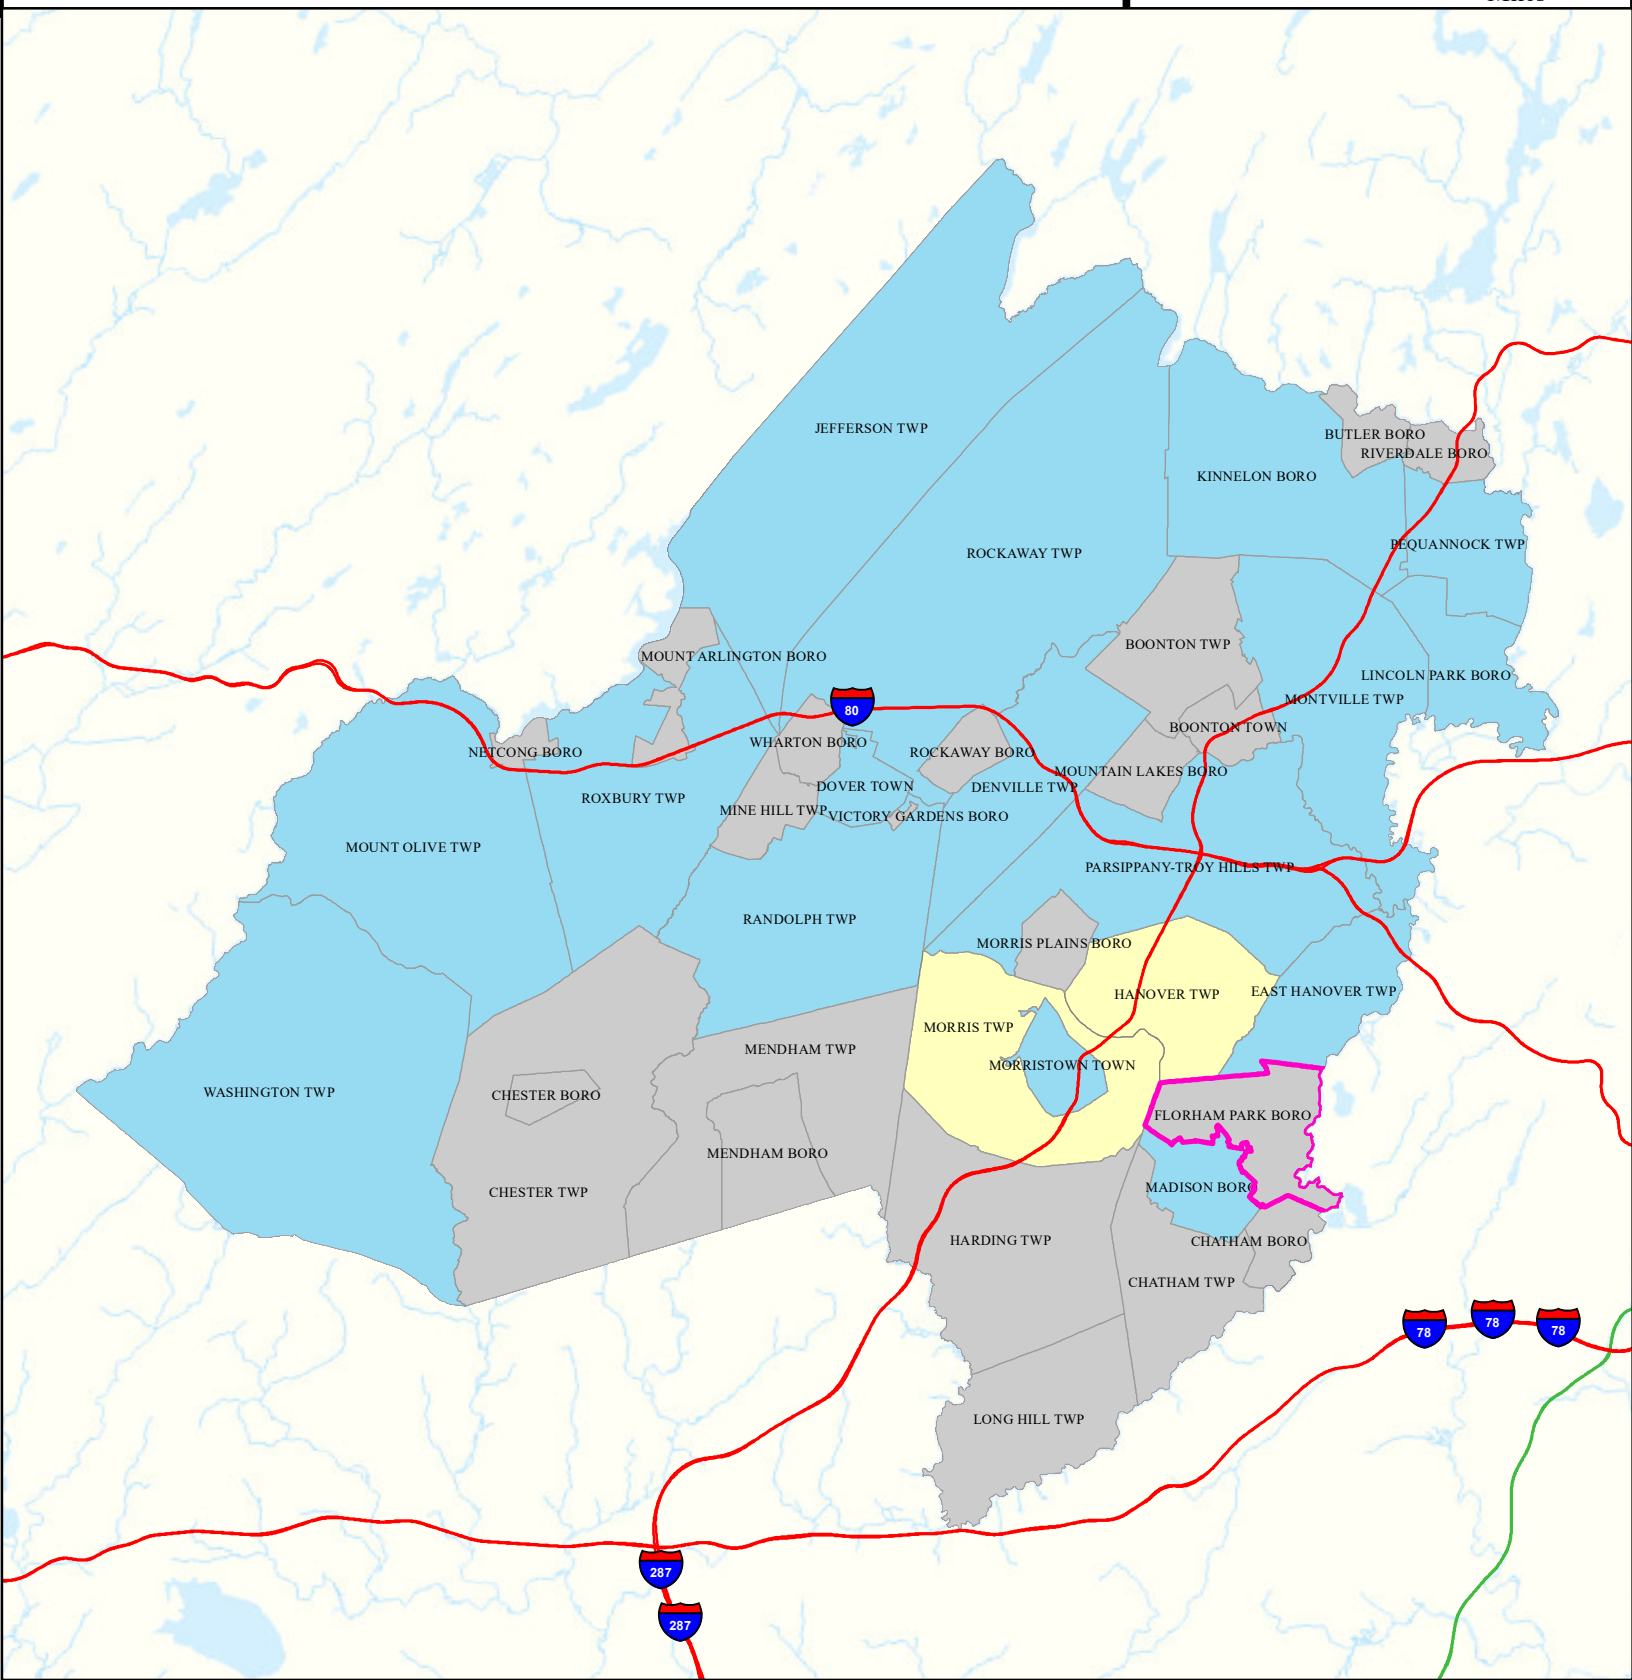 JEFFERSON TWP
BUTLER BORO
RIVERDALE BORO
KINNELON BORO
PEQUANNOCK TWP
ROCKAWAY TWP
BOONTON TWP
MOUNT ARLINGTON BORO
LINCOLN PARK BORO
MONTVILLE TWP
80
BOONTON TOWN
WHARTON BORO
NETCONG BORO
ROCKAWAY BORO
MOUNTAIN LAKES BORO
DOVER TOWN
DENVILLE TWP
ROXBURY TWP
MINE HILL TWP
VICTORY GARDENS BORO
MOUNT OLIVE TWP
PARSIPPANY-TROY HILLS TWP
RANDOLPH TWP
MORRIS PLAINS BORO
HANOVER TWP
EAST HANOVER TWP
MORRIS TWP
MENDHAM TWP
MORRISTOWN TOWN
WASHINGTON TWP
CHESTER BORO
FLORHAM PARK BORO
MENDHAM BORO
MADISON BORO
CHESTER TWP
HARDING TWP
CHATHAM BORO
CHATHAM TWP
78
78
78
LONG HILL TWP
287
287